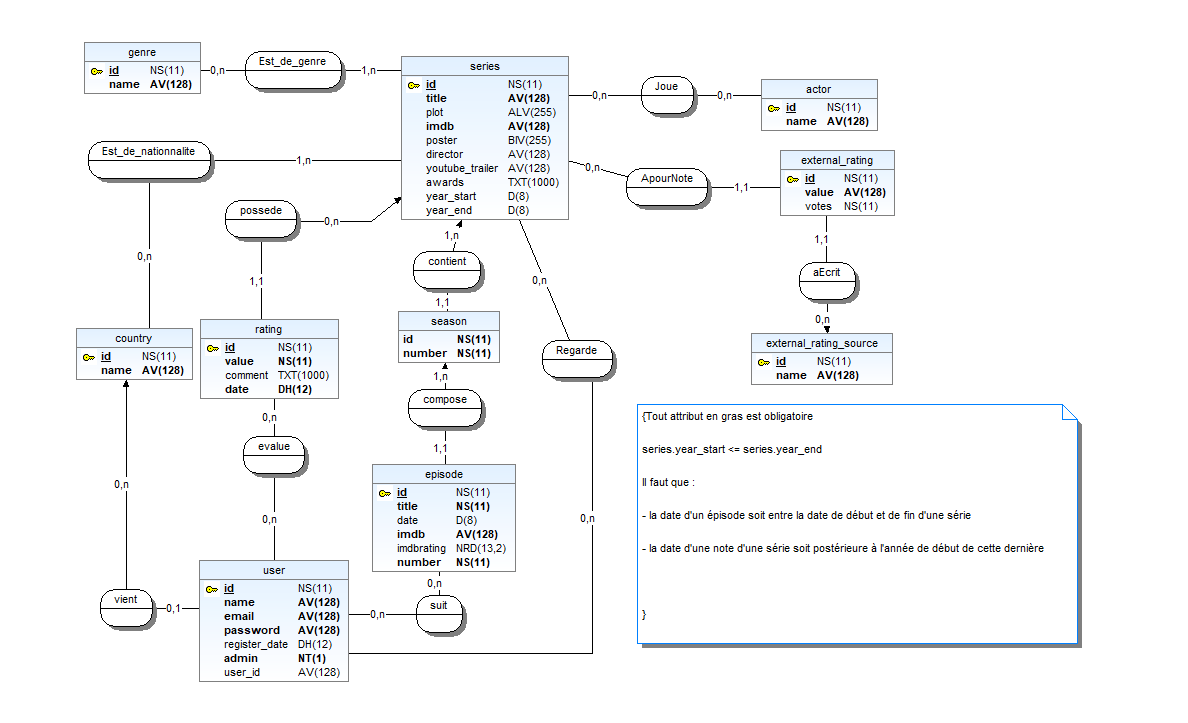 genre
id NS(11)
name AV(128)
0,n
Est_de_genre
1,n
series
id NS(11)
title AV(128)
plot ALV(255)
imdb AV(128)
poster BIV(255)
director AV(128)
youtube_trailer AV(128)
awards TXT(1000)
year_start D(8)
year_end D(8)
0,n
Joue
0,n
actor
id NS(11)
name AV(128)
Est_de_nationnalite
1,n
0,n
0,n
ApourNote
1,1
external_rating
id NS(11)
value AV(128)
votes NS(11)
possede
0,n
1,1
1,n
contient
1,1
0,n
1,1
aEcrit
0,n
country
id NS(11)
name AV(128)
rating
id NS(11)
value NS(11)
comment TXT(1000)
date DH(12)
season
id NS(11)
number NS(11)
Regarde
external_rating_source
id NS(11)
name AV(128)
1,n
compose
1,1
0,n
evalue
0,n
0,n
episode
id NS(11)
title NS(11)
date D(8)
imdb AV(128)
imdbrating NRD(13,2)
number NS(11)
0,n
{Tout attribut en gras est obligatoire
series.year_start <= series.year_end
Il faut que :
- la date d'un épisode soit entre la date de début et de fin d'une série
- la date d'une note d'une série soit postérieure à l'année de début de cette dernière
}
vient
0,1
user
id NS(11)
name AV(128)
email AV(128)
password AV(128)
register_date DH(12)
admin NT(1)
user_id AV(128)
0,n
suit
0,n